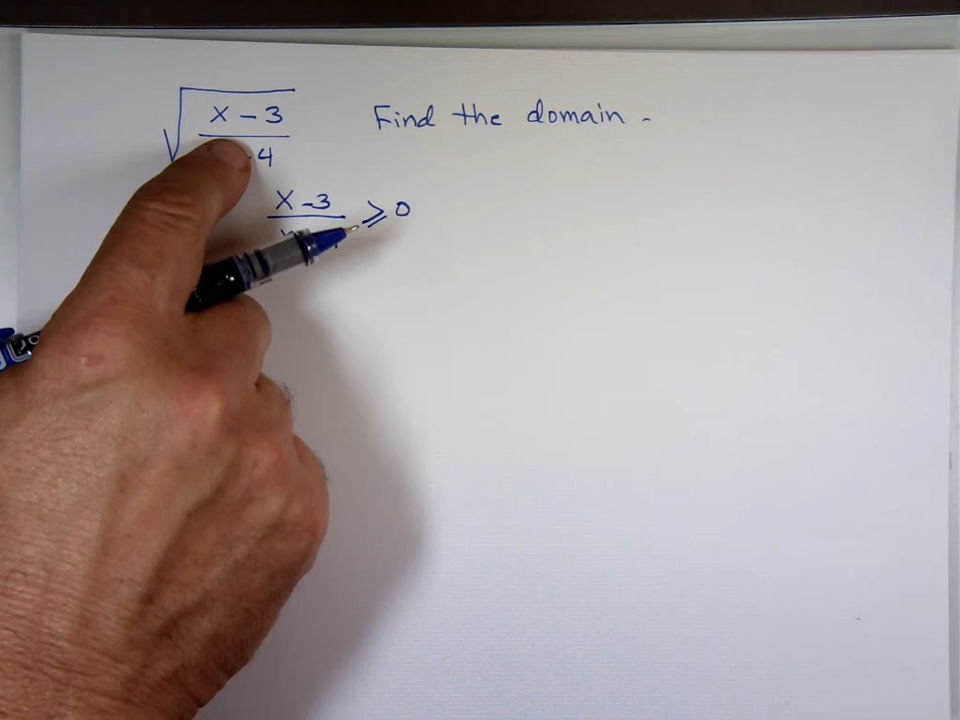 √ x - 3 Find the domain.
4
x - 3 ≥ 0